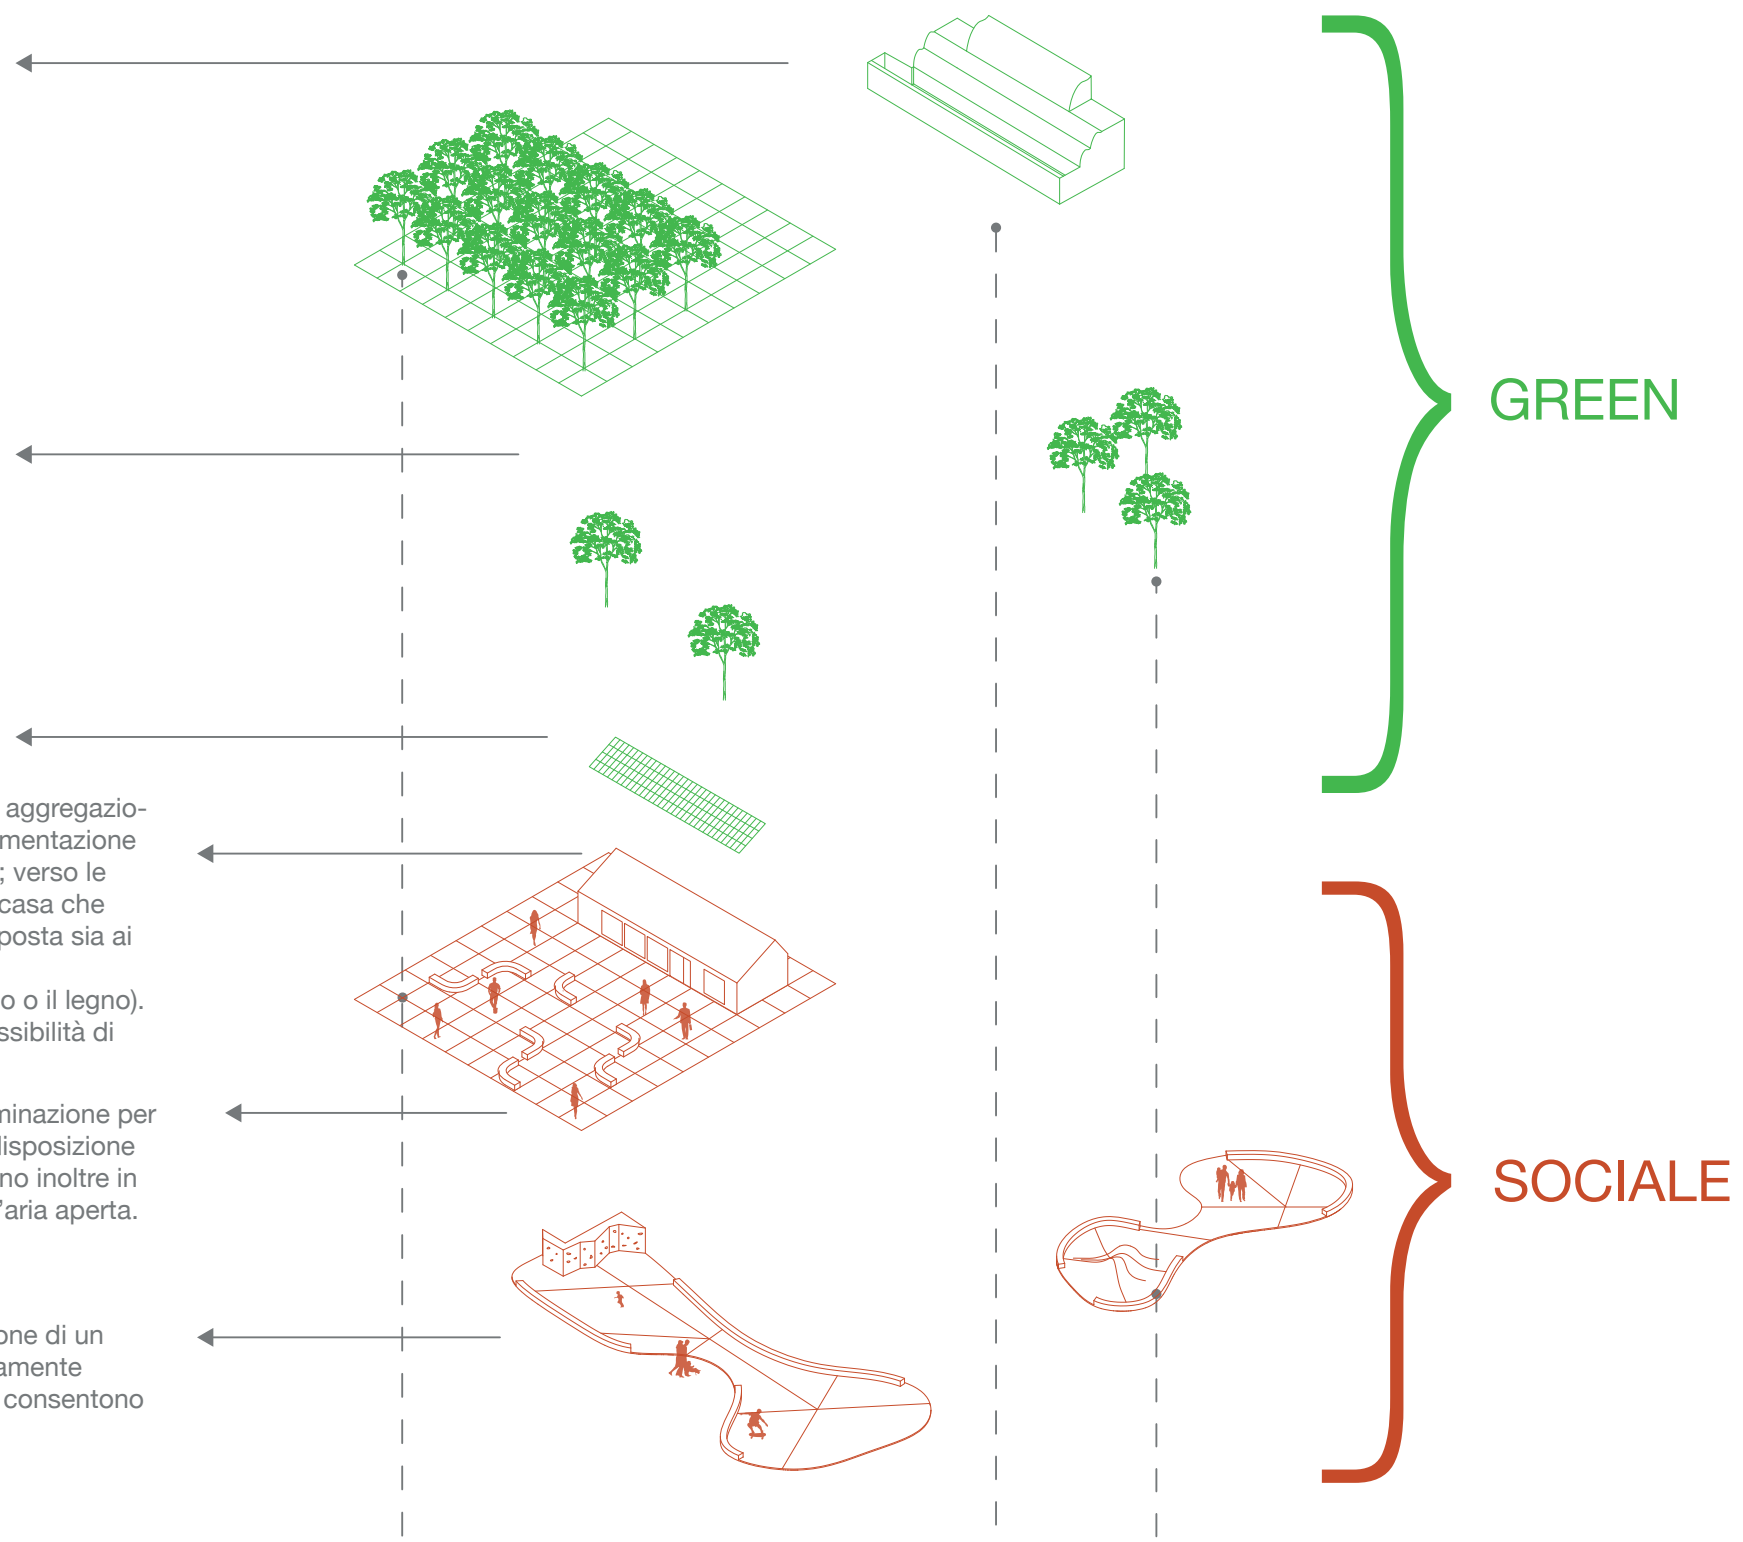 GREEN
aggregazio-
mentazione
; verso le
casa che
posta sia ai
o o il legno).
ssibilità di
minazione per
disposizione
no inoltre in
l'aria aperta.
SOCIALE
one di un
amente
consentono